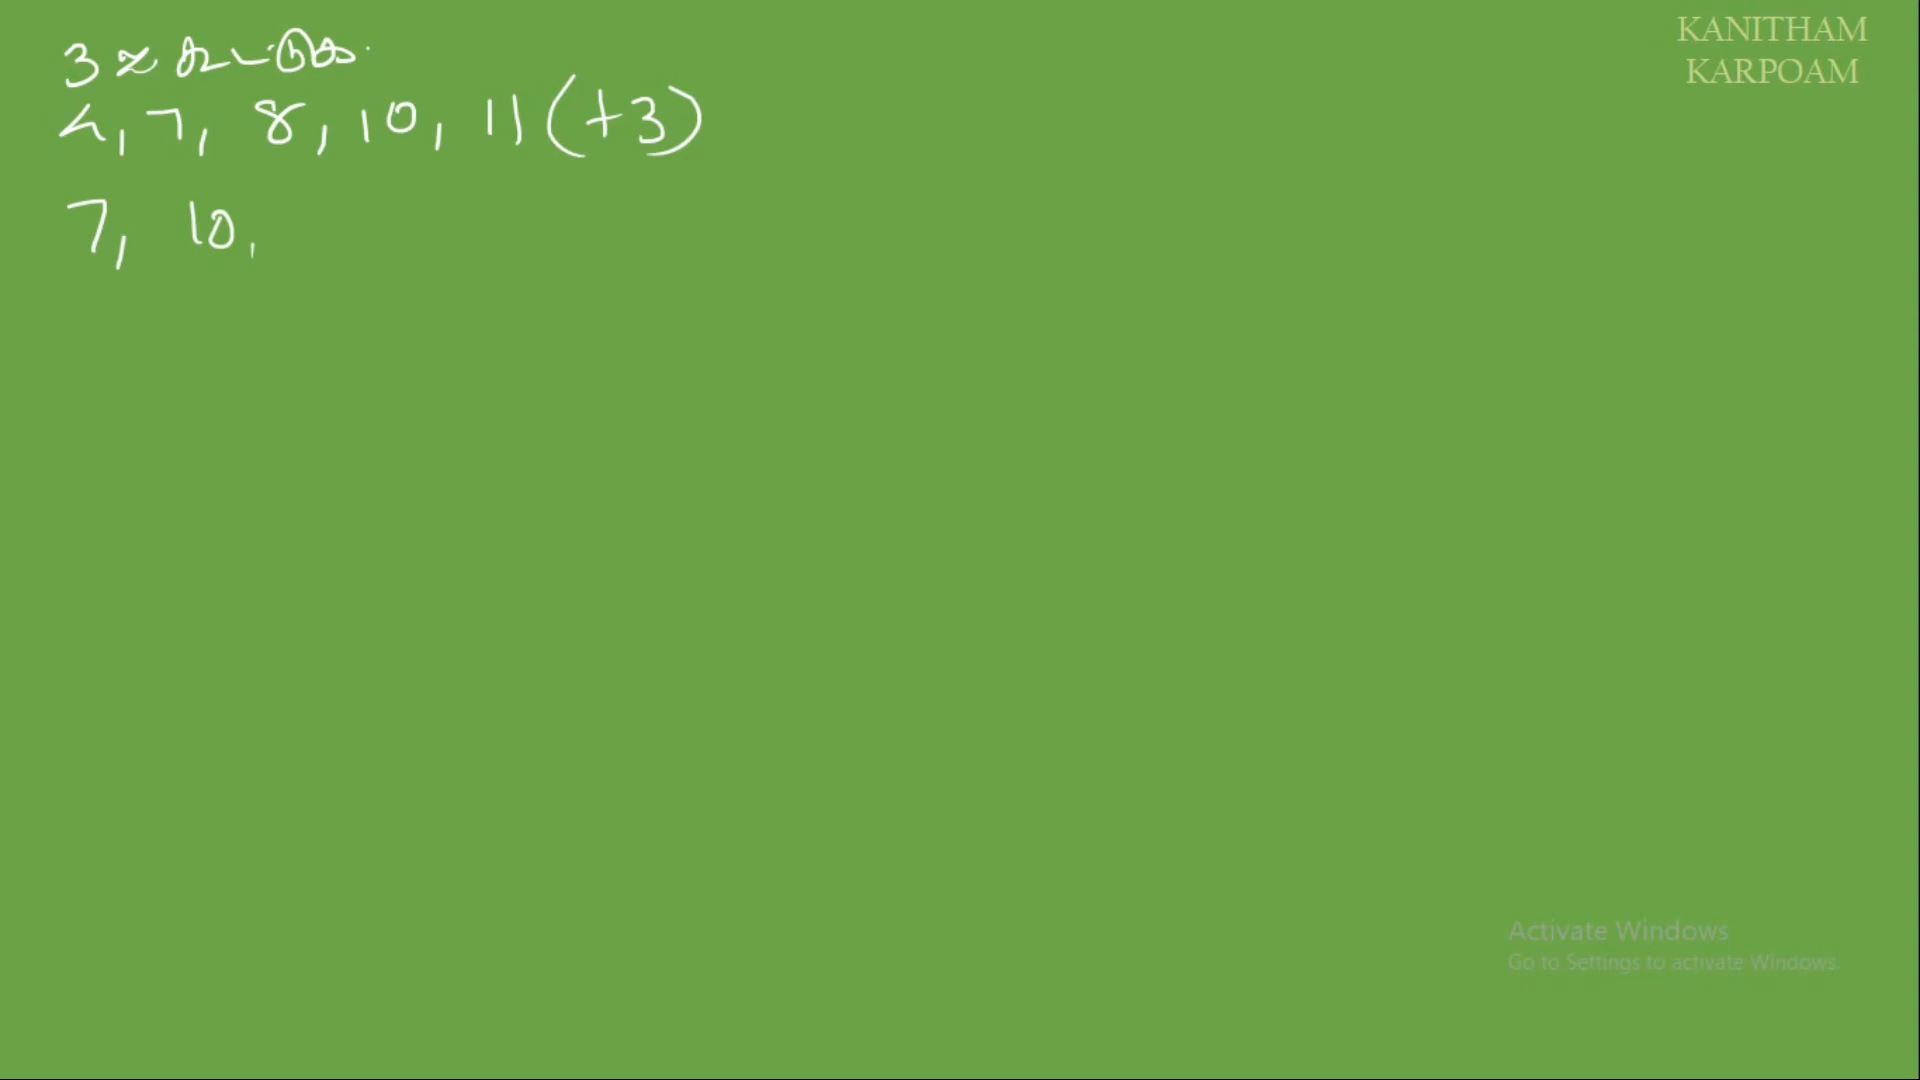 3 ஐ கூட்டுக.
4, 7, 8, 10, 11 (+3)
7, 10,
KANITHAM
KARPOAM
Activate Windows
Go to Settings to activate Windows.